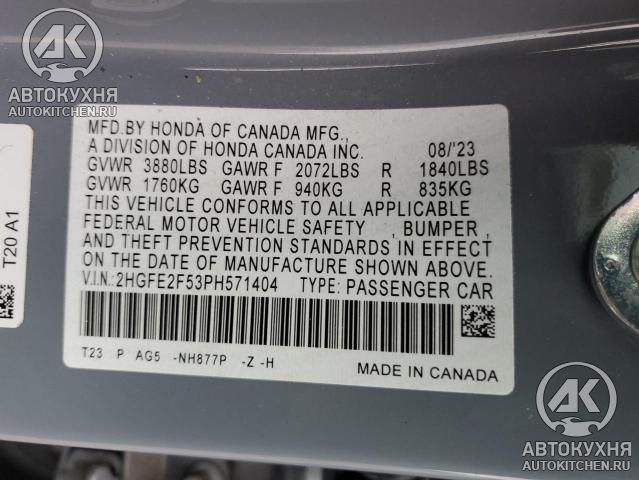 АК
АВТОКУХНЯ
AUTOKITCHEN.RU
MFD.BY HONDA OF CANADA MFG.,
A DIVISION OF HONDA CANADA INC. 08/'23
GVWR 3880LBS GAWR F 2072LBS R 1840LBS
GVWR 1760KG GAWR F 940KG R 835KG
THIS VEHICLE CONFORMS TO ALL APPLICABLE
FEDERAL MOTOR VEHICLE SAFETY , BUMPER ,
AND THEFT PREVENTION STANDARDS IN EFFECT
ON THE DATE OF MANUFACTURE SHOWN ABOVE.
V.I.N.:2HGFE2F53PH571404 TYPE: PASSENGER CAR
T23 P AG5 -NH877P -Z -H
MADE IN CANADA
T20 A1
АК
АВТОКУХНЯ
AUTOKITCHEN.RU